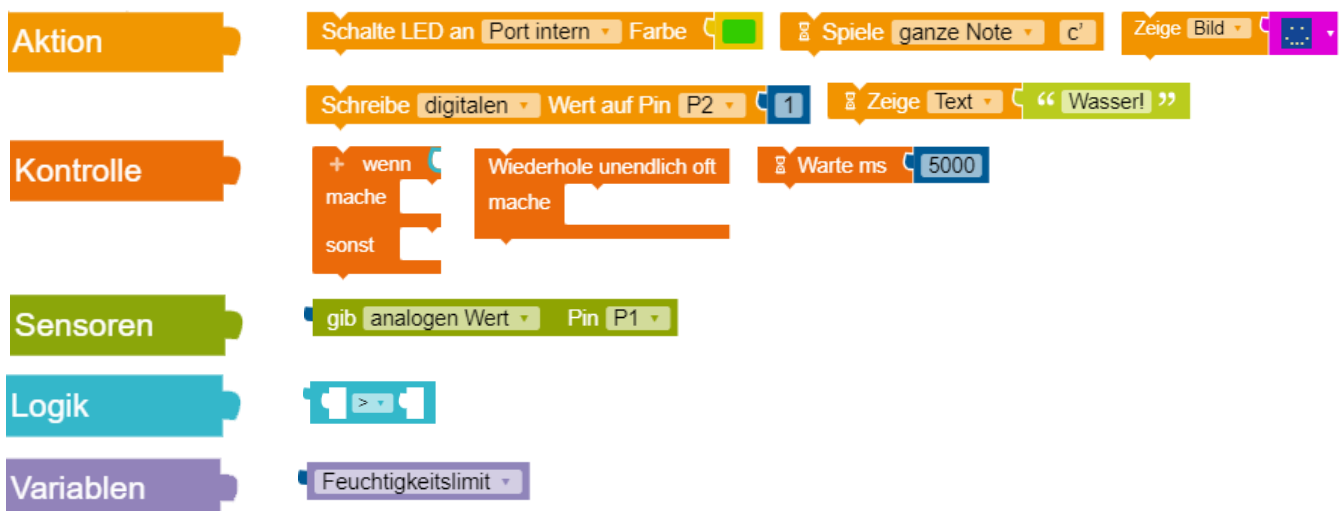 Aktion
Schalte LED an Port intern Farbe
Spiele ganze Note c'
Zeige Bild
Schreibe digitalen Wert auf Pin P2 1
Zeige Text “ Wasser! ”
Kontrolle
+ wenn
mache
sonst
Wiederhole unendlich oft
mache
Warte ms 5000
Sensoren
gib analogen Wert Pin P1
Logik
>
Variablen
Feuchtigkeitslimit